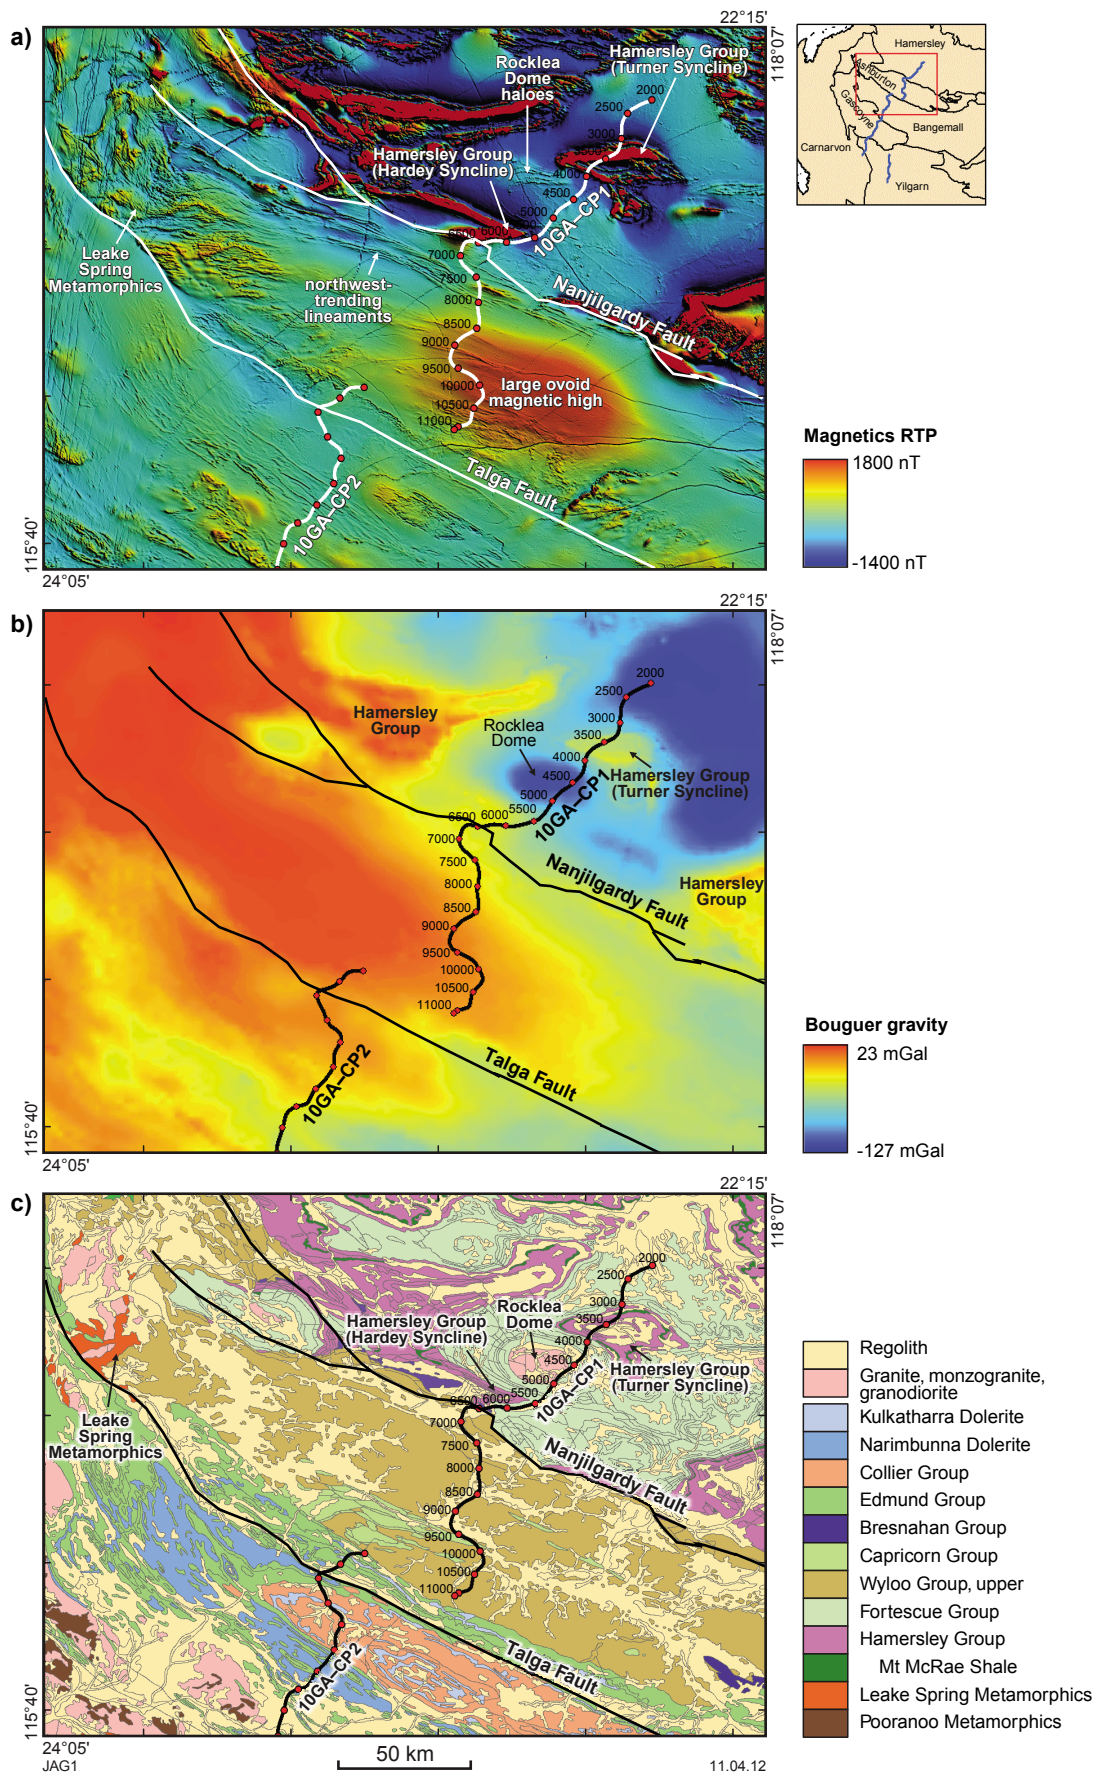 a)
22°15'
118°07'
Hamersley Group
(Turner Syncline)
Rocklea
Dome
haloes
2000
2500
3000
Hamersley Group
(Hardey Syncline)
4000
4500
5000
6000
6500
7000
10GA–CP1
Leake
Spring
Metamorphics
northwest-
trending
lineaments
7500
8000
8500
9000
9500
10000
10500
11000
Nanjilgardy Fault
large ovoid
magnetic high
Talga Fault
10GA–CP2
115°40'
24°05'
Hamersley
Ashburton
Gascoyne
Bangemall
Carnarvon
Yilgarn
Magnetics RTP
1800 nT
-1400 nT
b)
22°15'
118°07'
2000
2500
3000
3500
4000
4500
5000
5500
6000
6500
7000
7500
8000
8500
9000
9500
10000
10500
11000
Hamersley
Group
Rocklea
Dome
Hamersley Group
(Turner Syncline)
10GA–CP1
Nanjilgardy Fault
Hamersley
Group
Talga Fault
10GA–CP2
115°40'
24°05'
Bouguer gravity
23 mGal
-127 mGal
c)
22°15'
118°07'
2000
2500
3000
3500
4000
4500
5000
5500
6000
6500
7000
7500
8000
8500
9000
9500
10000
10500
11000
Rocklea
Dome
Hamersley Group
(Hardey Syncline)
Hamersley Group
(Turner Syncline)
10GA–CP1
Leake
Spring
Metamorphics
Nanjilgardy Fault
Talga Fault
10GA–CP2
115°40'
24°05'
Regolith
Granite, monzogranite,
granodiorite
Kulkatharra Dolerite
Narimbunna Dolerite
Collier Group
Edmund Group
Bresnahan Group
Capricorn Group
Wyloo Group, upper
Fortescue Group
Hamersley Group
Mt McRae Shale
Leake Spring Metamorphics
Pooranoo Metamorphics
50 km
JAG1
11.04.12